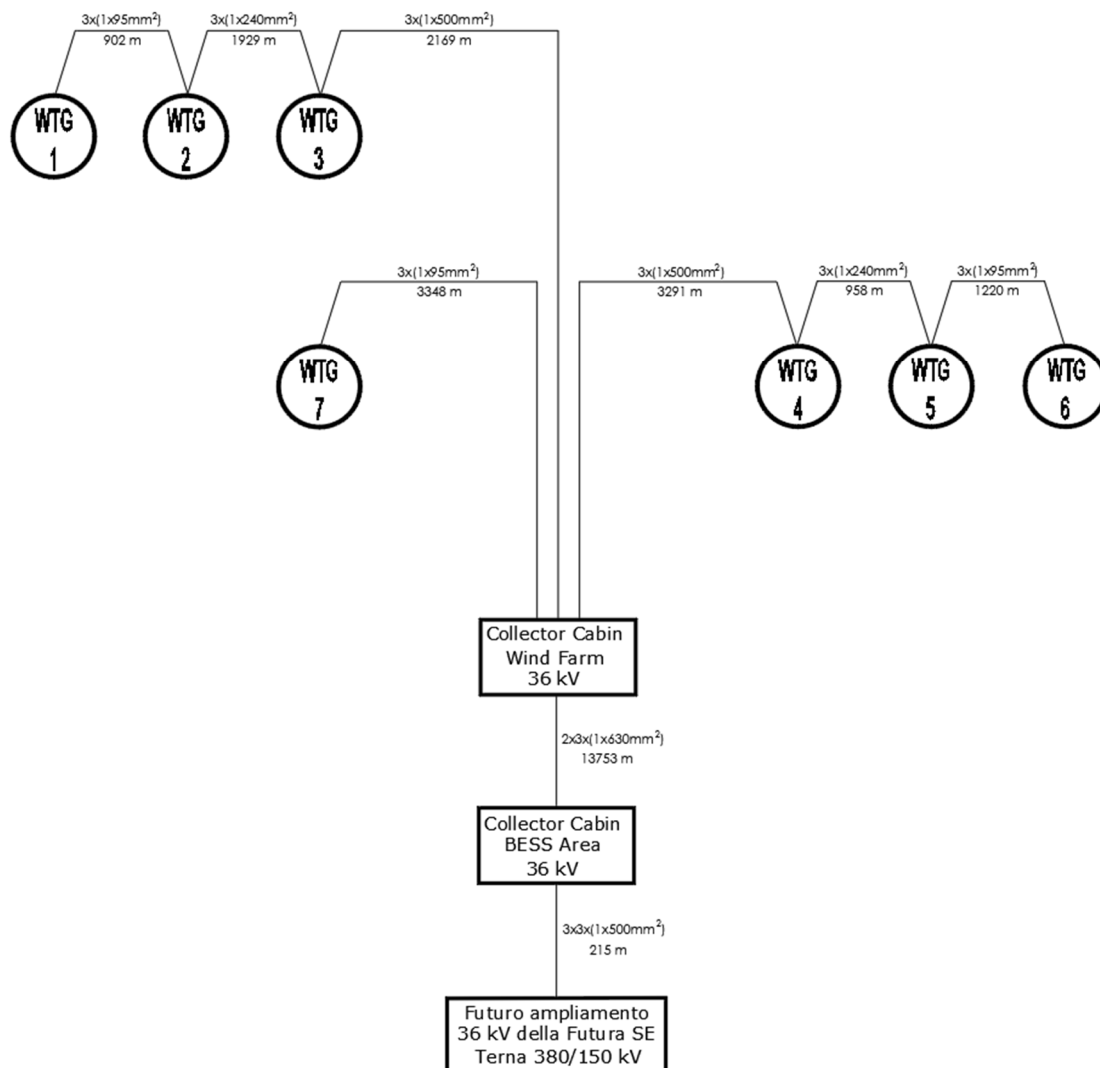 3x(1x95mm²)
902 m
3x(1x240mm²)
1929 m
3x(1x500mm²)
2169 m
WTG
1
WTG
2
WTG
3
3x(1x95mm²)
3348 m
3x(1x500mm²)
3291 m
3x(1x240mm²)
958 m
3x(1x95mm²)
1220 m
WTG
7
WTG
4
WTG
5
WTG
6
Collector Cabin
Wind Farm
36 kV
2x3x(1x630mm²)
13753 m
Collector Cabin
BESS Area
36 kV
3x3x(1x500mm²)
215 m
Futuro ampliamento
36 kV della Futura SE
Terna 380/150 kV